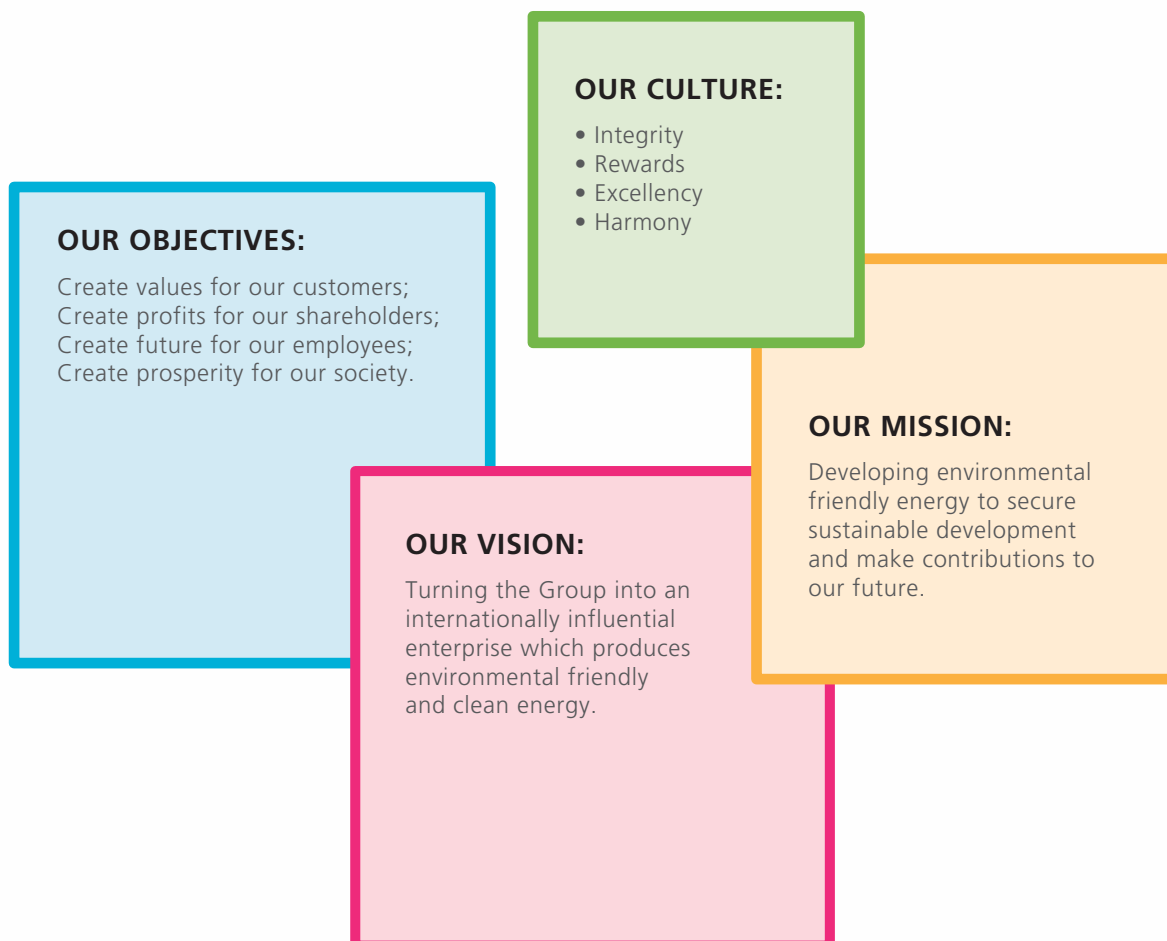 OUR CULTURE:
• Integrity
• Rewards
• Excellency
• Harmony
OUR OBJECTIVES:
Create values for our customers;
Create profits for our shareholders;
Create future for our employees;
Create prosperity for our society.
OUR MISSION:
Developing environmental
friendly energy to secure
sustainable development
and make contributions to
our future.
OUR VISION:
Turning the Group into an
internationally influential
enterprise which produces
environmental friendly
and clean energy.